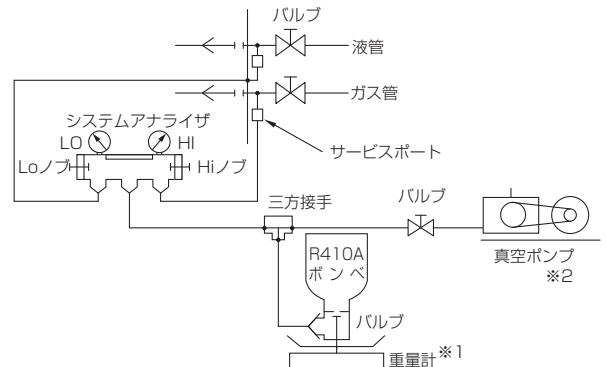 バルブ
液管
ガス管
システムアナライザ
LO
HI
Loノブ
Hiノブ
サービスポート
三方接手
バルブ
R410A
ボンベ
真空ポンプ
※2
バルブ
重量計※1